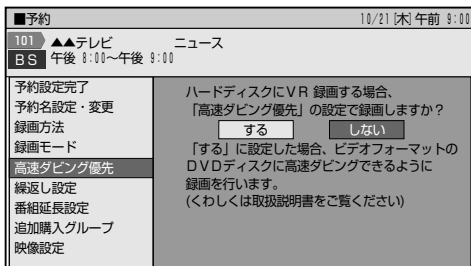 ■予約 10/21[木]午前 9:00
101 ▲▲テレビ ニュース
BS 午後 8:00～午後 9:00
予約設定完了
予約名設定・変更
録画方法
録画モード
高速ダビング優先
繰返し設定
番組延長設定
追加購入グループ
映像設定
ハードディスクにVR 録画する場合、
「高速ダビング優先」の設定で録画しますか?
する しない
「する」に設定した場合、ビデオフォーマットの
DVDディスクに高速ダビングできるように
録画を行います。
(くわしくは取扱説明書をご覧ください)